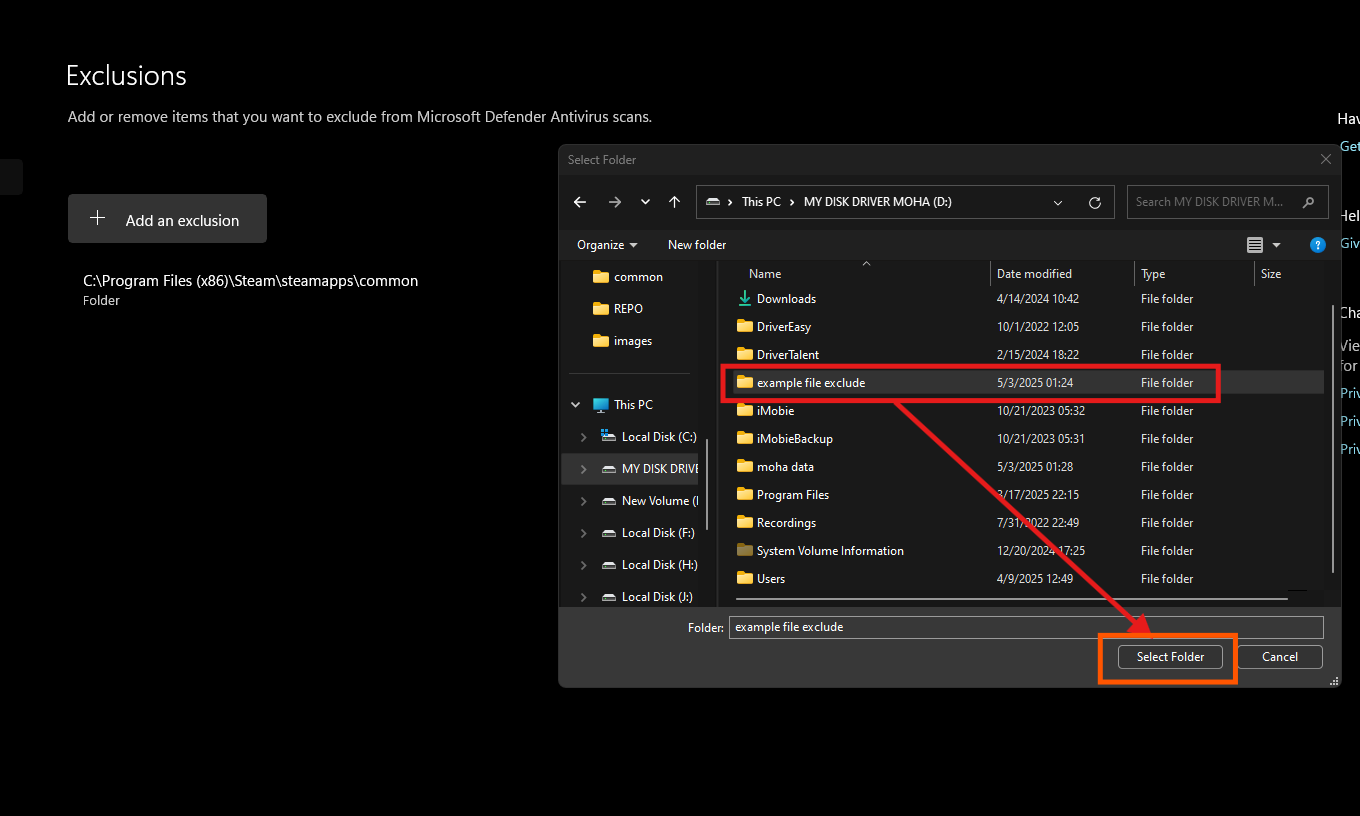 Exclusions
Add or remove items that you want to exclude from Microsoft Defender Antivirus scans.
Add an exclusion
C:\Program Files (x86)\Steam\steamapps\common
Folder
Select Folder
This PC > MY DISK DRIVER MOHA (D:)
Search MY DISK DRIVER M...
Organize
New folder
common
REPO
images
This PC
Local Disk (C:)
MY DISK DRIVE
New Volume (
Local Disk (F:)
Local Disk (H:)
Local Disk (J:)
Name Date modified Type Size
Downloads 4/14/2024 10:42 File folder
DriverEasy 10/1/2022 12:05 File folder
DriverTalent 2/15/2024 18:22 File folder
example file exclude 5/3/2025 01:24 File folder
iMobie 10/21/2023 05:32 File folder
iMobieBackup 10/21/2023 05:31 File folder
moha data 5/3/2025 01:28 File folder
Program Files 3/17/2025 22:15 File folder
Recordings 7/31/2022 22:49 File folder
System Volume Information 12/20/2024 17:25 File folder
Users 4/9/2025 12:49 File folder
Folder: example file exclude
Select Folder
Cancel
Hav
Get
Hel
Giv
Cha
Vie
for
Priv
Priv
Priv